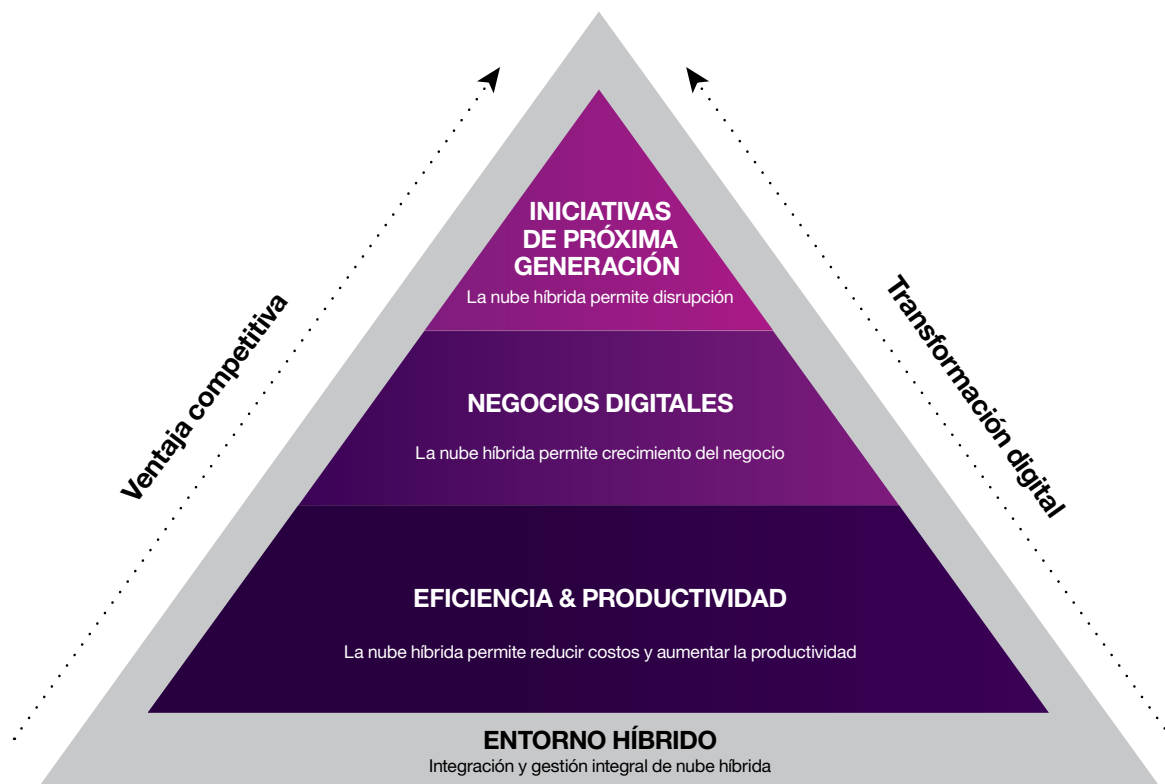 INICIATIVAS
DE PRÓXIMA
GENERACIÓN
La nube híbrida permite disrupción
Ventaja competitiva
Transformación digital
NEGOCIOS DIGITALES
La nube híbrida permite crecimiento del negocio
EFICIENCIA & PRODUCTIVIDAD
La nube híbrida permite reducir costos y aumentar la productividad
ENTORNO HÍBRIDO
Integración y gestión integral de nube híbrida